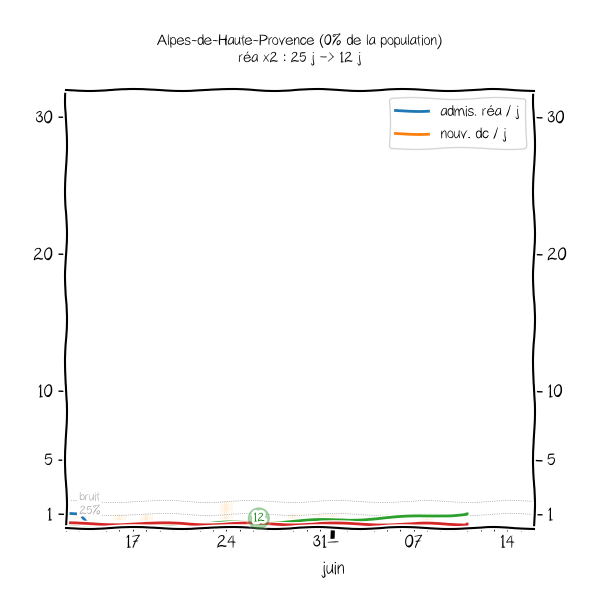 Alpes-de-Haute-Provence (0% de la population)
réa x2 : 25 j -> 12 j
admis. réa / j
nouv. dc / j
30
30
20
20
10
10
5
5
bruit
25%
1
1
12
17
24
31
07
14
juin